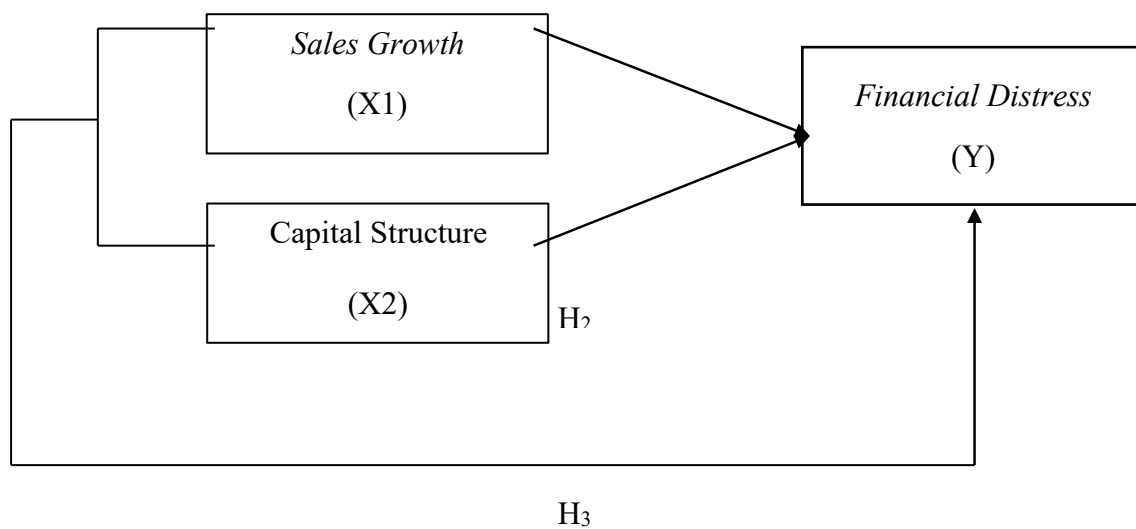 Sales Growth
(X1)
Financial Distress
(Y)
Capital Structure
(X2)
H₂
H₃